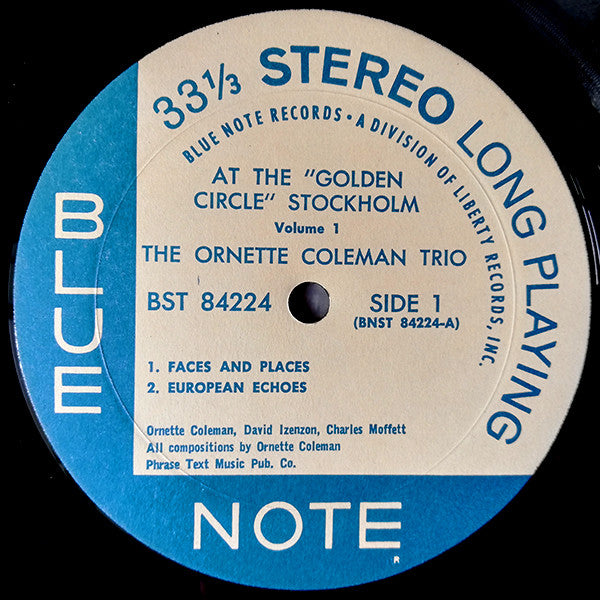 33⅓ STEREO LONG PLAYING
BLUE NOTE RECORDS • A DIVISION OF LIBERTY RECORDS, INC.
AT THE "GOLDEN
CIRCLE" STOCKHOLM
Volume 1
THE ORNETTE COLEMAN TRIO
BST 84224 SIDE 1
(BNST 84224-A)
1. FACES AND PLACES
2. EUROPEAN ECHOES
Ornette Coleman, David Izenzon, Charles Moffett
All compositions by Ornette Coleman
Phrase Text Music Pub. Co.
BLUE
NOTE
R